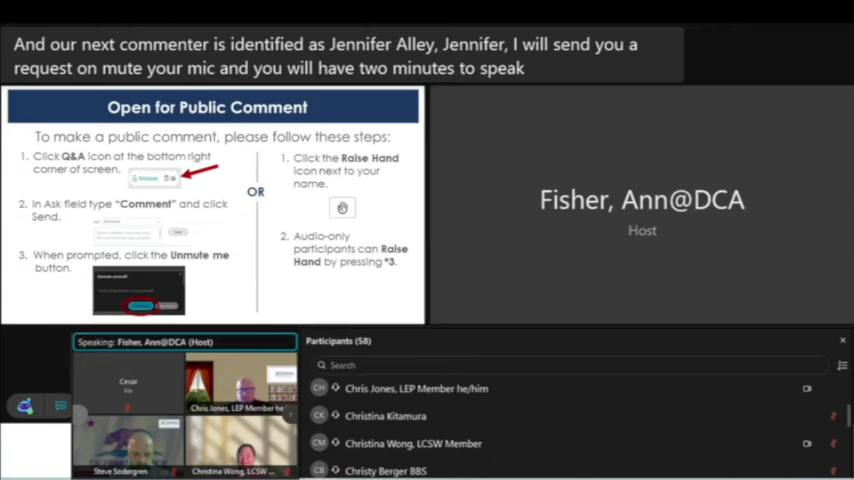 And our next commenter is identified as Jennifer Alley, Jennifer, I will send you a
request on mute your mic and you will have two minutes to speak
Open for Public Comment
To make a public comment, please follow these steps:
1. Click Q&A icon at the bottom right
corner of screen.
2. In Ask field type “Comment” and click
Send.
3. When prompted, click the Unmute me
button.
OR
1. Click the Raise Hand
icon next to your
name.
2. Audio-only
participants can Raise
Hand by pressing *3.
Fisher, Ann@DCA
Host
Speaking: Fisher, Ann@DCA (Host)
Cesar
Chris Jones, LEP Member he
Steve Sodergren
Christina Wong, LCSW ...
Participants (58)
Search
CJ Chris Jones, LEP Member he/him
CK Christina Kitamura
CM Christina Wong, LCSW Member
CB Christy Berger BBS